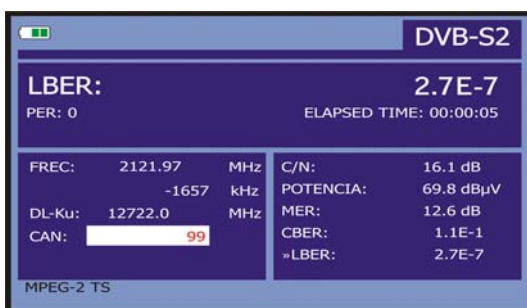 DVB-S2
LBER: 2.7E-7
PER: 0 ELAPSED TIME: 00:00:05
FREC: 2121.97 MHz
-1657 kHz
DL-Ku: 12722.0 MHz
CAN: 99
C/N: 16.1 dB
POTENCIA: 69.8 dBµV
MER: 12.6 dB
CBER: 1.1E-1
»LBER: 2.7E-7
MPEG-2 TS